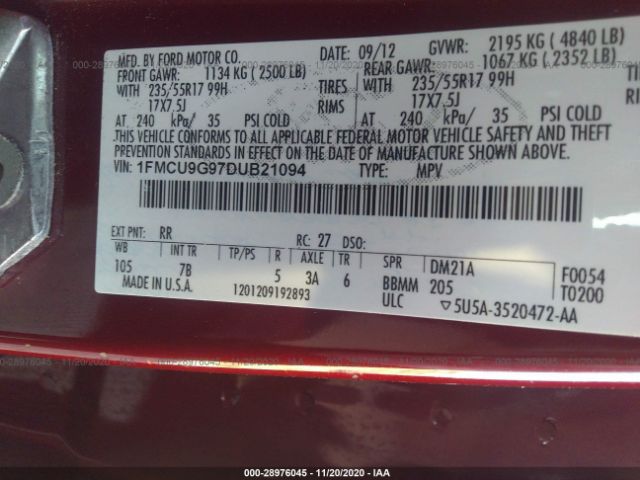 MFD. BY FORD MOTOR CO.
DATE: 09/12
GVWR: 2195 KG ( 4840 LB)
FRONT GAWR: 1134 KG ( 2500 LB)
REAR GAWR: 1067 KG ( 2352 LB)
WITH 235/55R17 99H TIRES
WITH 235/55R17 99H
17X7.5J RIMS
17X7.5J
AT 240 kPa/ 35 PSI COLD
AT 240 kPa/ 35 PSI COLD
THIS VEHICLE CONFORMS TO ALL APPLICABLE FEDERAL MOTOR VEHICLE SAFETY AND THEFT
PREVENTION STANDARDS IN EFFECT ON THE DATE OF MANUFACTURE SHOWN ABOVE.
VIN: 1FMCU9G97DUB21094
TYPE: MPV
EXT PNT: RR RC: 27 DSO:
WB INT TR TP/PS R AXLE TR SPR DM21A F0054
105 7B 5 3A 6 BBMM 205 T0200
MADE IN U.S.A. 1201209192893 ULC ▽5U5A-3520472-AA
000-28976045 - 11/20/2020 - IAA